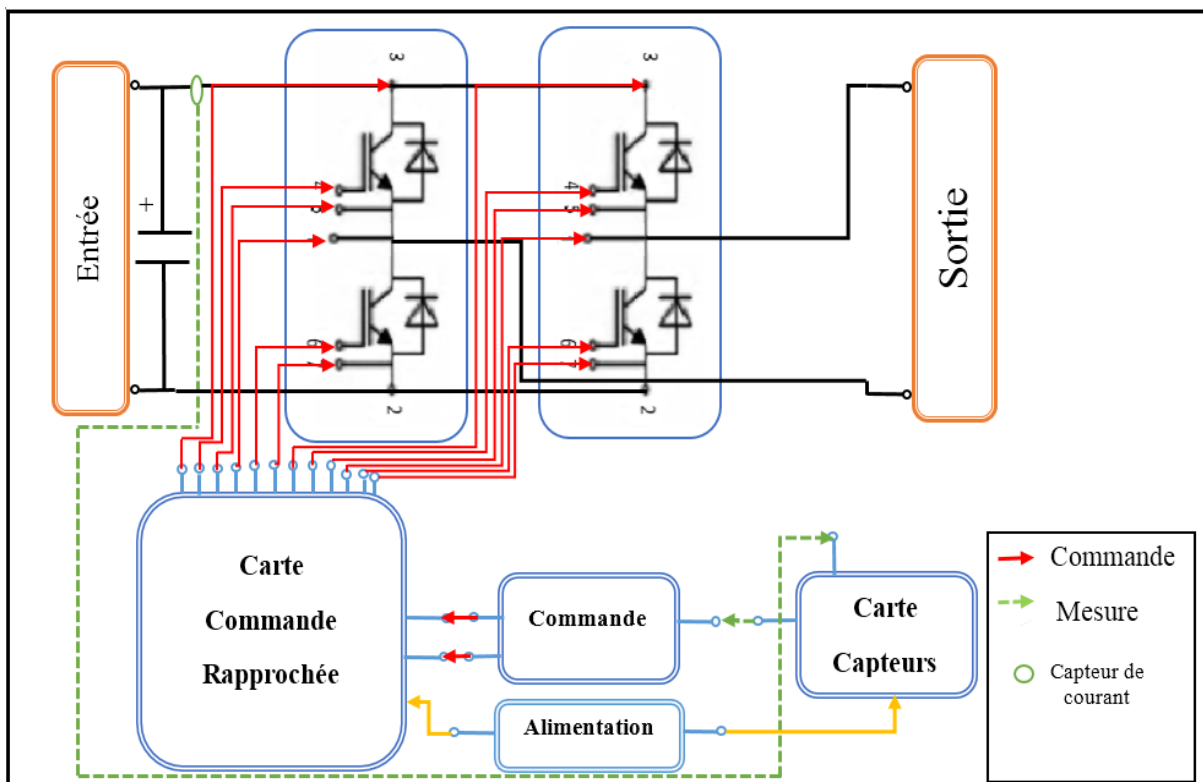 Entrée
+
3
4
5
6
7
2
3
4
5
6
7
2
Sortie
Carte
Commande
Rapprochée
Commande
Alimentation
Carte
Capteurs
Commande
Mesure
Capteur de
courant